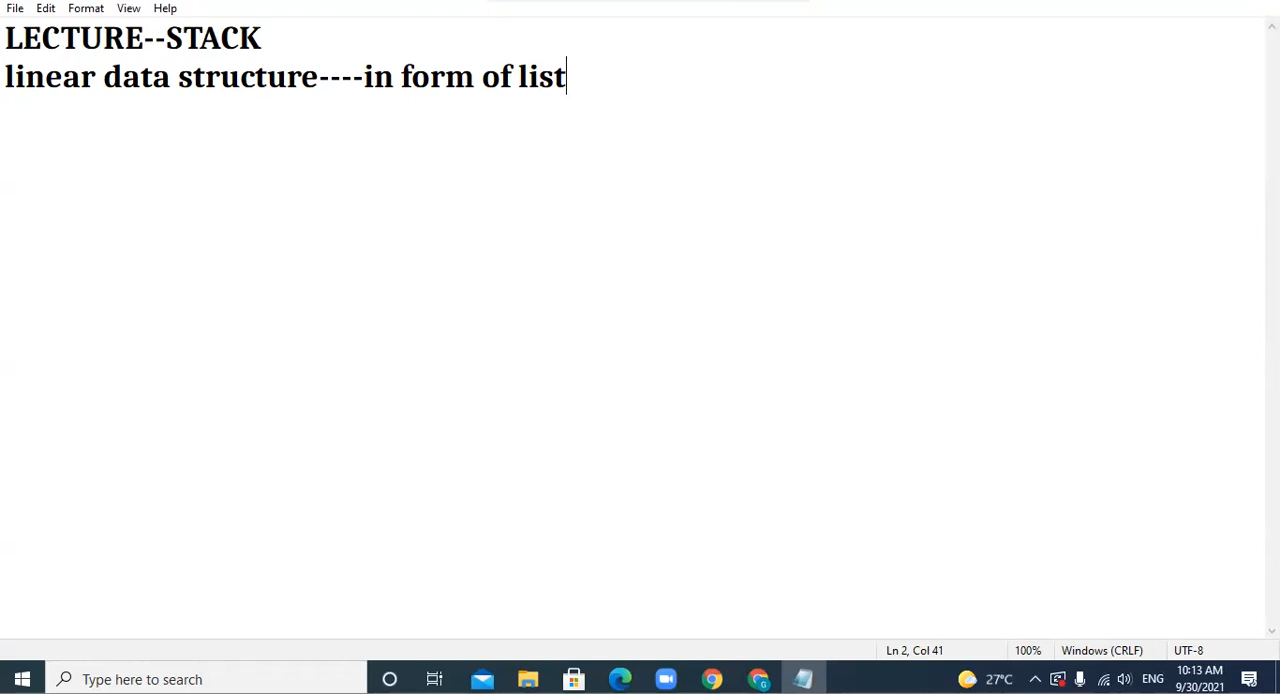 File Edit Format View Help
LECTURE--STACK
linear data structure----in form of list
Ln 2, Col 41 100% Windows (CRLF) UTF-8
Type here to search 27°C ENG 10:13 AM
9/30/2021